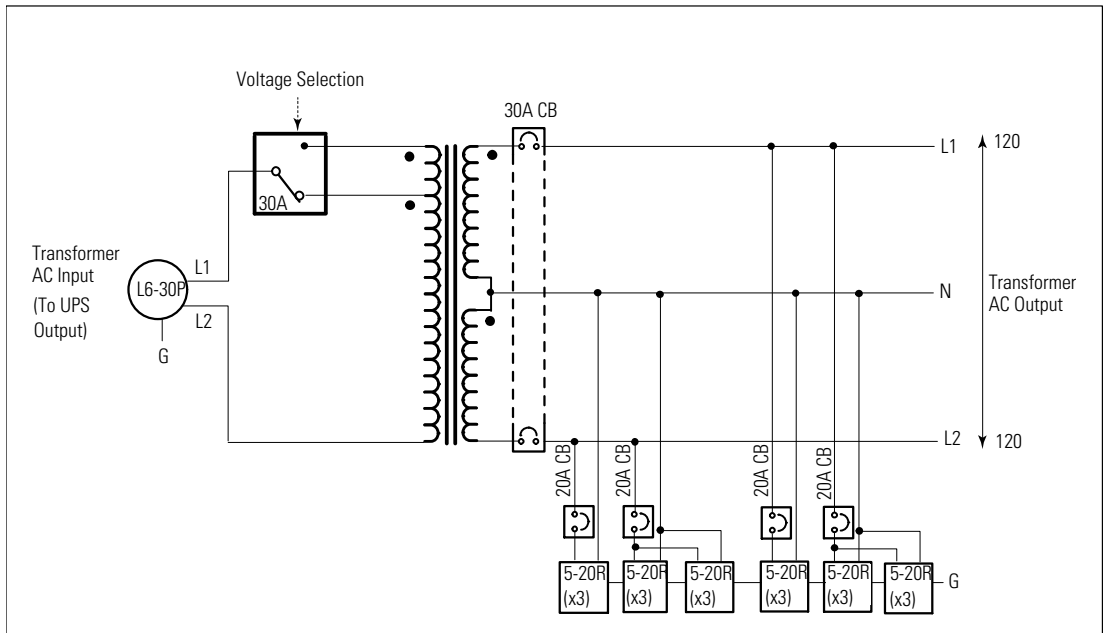 Voltage Selection
30A CB
30A
L1
120
Transformer
AC Input
(To UPS
Output)
L6-30P
L1
L2
G
N
Transformer
AC Output
L2
120
20A CB
20A CB
20A CB
20A CB
5-20R
(x3)
5-20R
(x3)
5-20R
(x3)
5-20R
(x3)
5-20R
(x3)
5-20R
(x3)
G